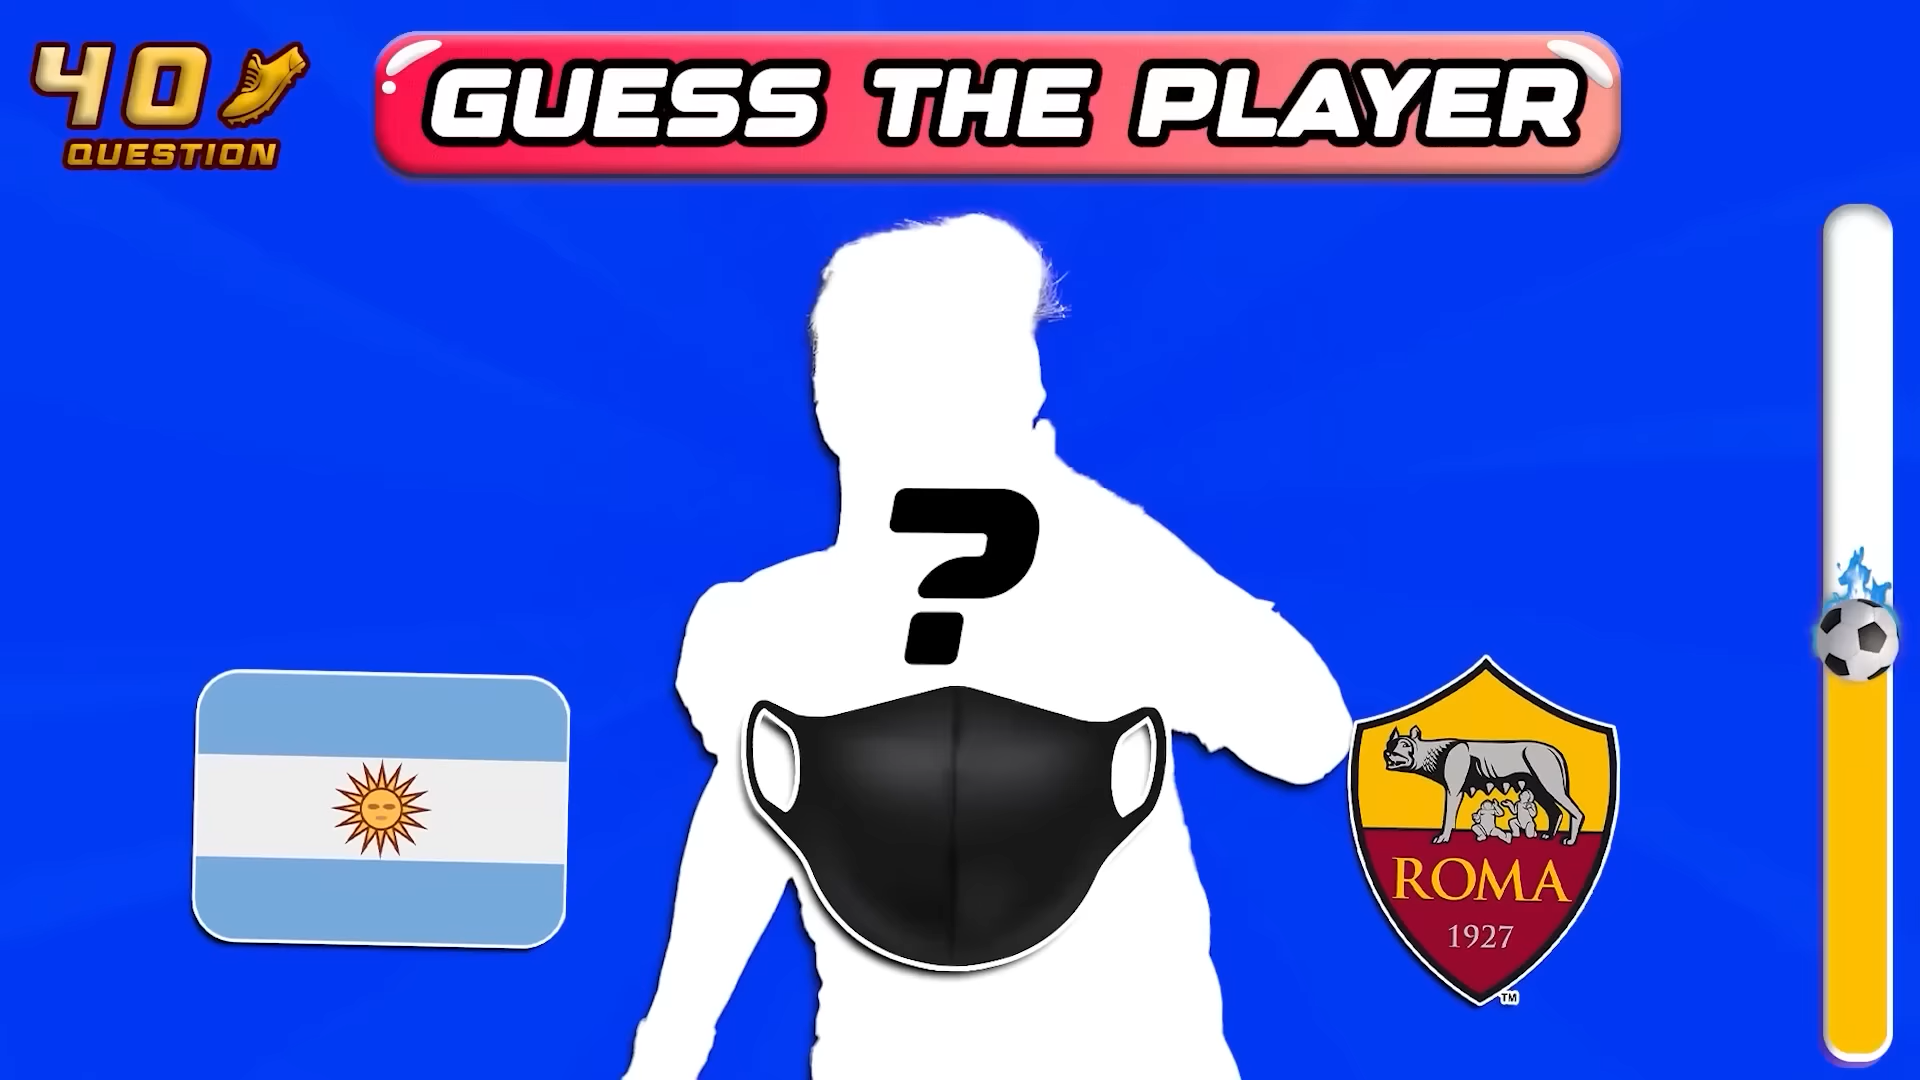 40
QUESTION
GUESS THE PLAYER
?
ROMA
1927
TM